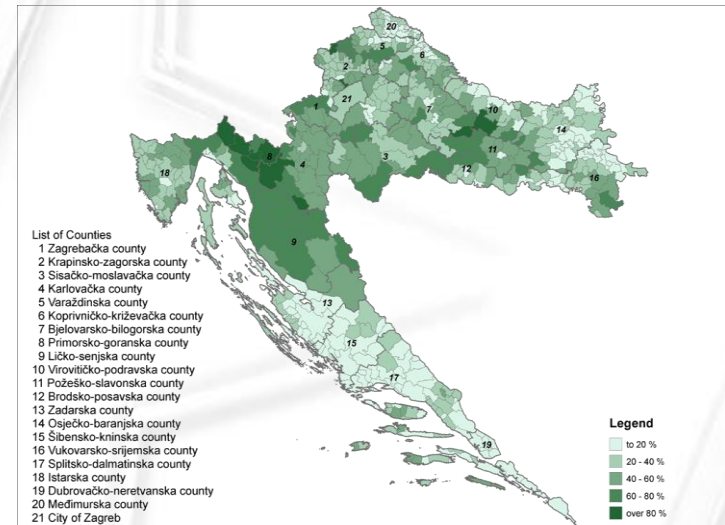 20
5
6
2
1
21
7
10
14
11
8
4
3
12
16
18
9
13
15
17
19
List of Counties
1 Zagrebačka county
2 Krapinsko-zagorska county
3 Sisačko-moslavačka county
4 Karlovačka county
5 Varaždinska county
6 Koprivničko-križevačka county
7 Bjelovarsko-bilogorska county
8 Primorsko-goranska county
9 Ličko-senjska county
10 Virovitičko-podravska county
11 Požeško-slavonska county
12 Brodsko-posavska county
13 Zadarska county
14 Osječko-baranjska county
15 Šibensko-kninska county
16 Vukovarsko-srijemska county
17 Splitsko-dalmatinska county
18 Istarska county
19 Dubrovačko-neretvanska county
20 Međimurska county
21 City of Zagreb
Legend
to 20 %
20 - 40 %
40 - 60 %
60 - 80 %
over 80 %